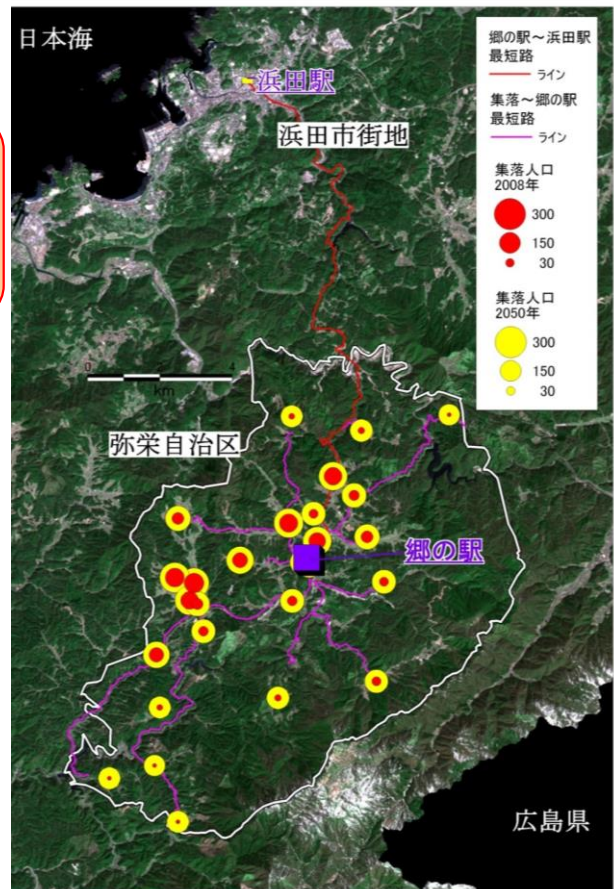 日本海
浜田駅
浜田市街地
郷の駅～浜田駅
最短路
ライン
集落～郷の駅
最短路
ライン
集落人口
2008年
300
150
30
集落人口
2050年
300
150
30
0 4
km
弥栄自治区
郷の駅
広島県